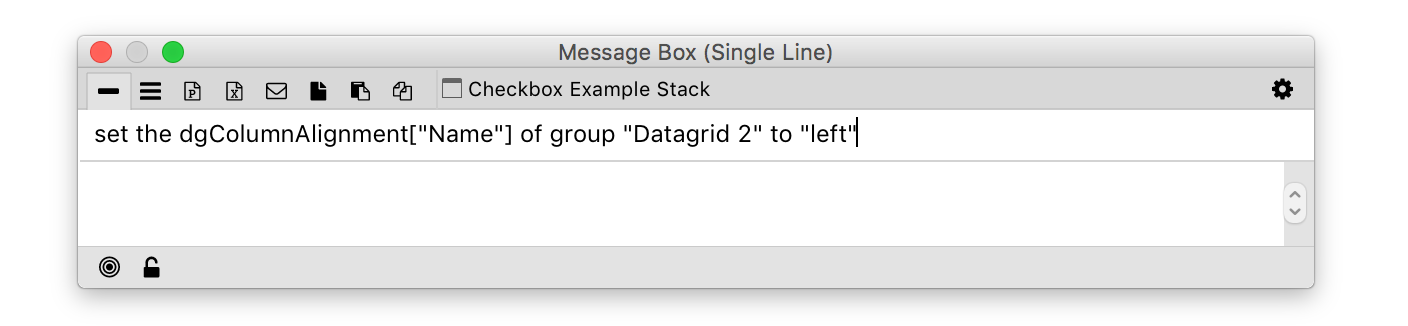 Message Box (Single Line)
Checkbox Example Stack
set the dgColumnAlignment["Name"] of group "Datagrid 2" to "left"